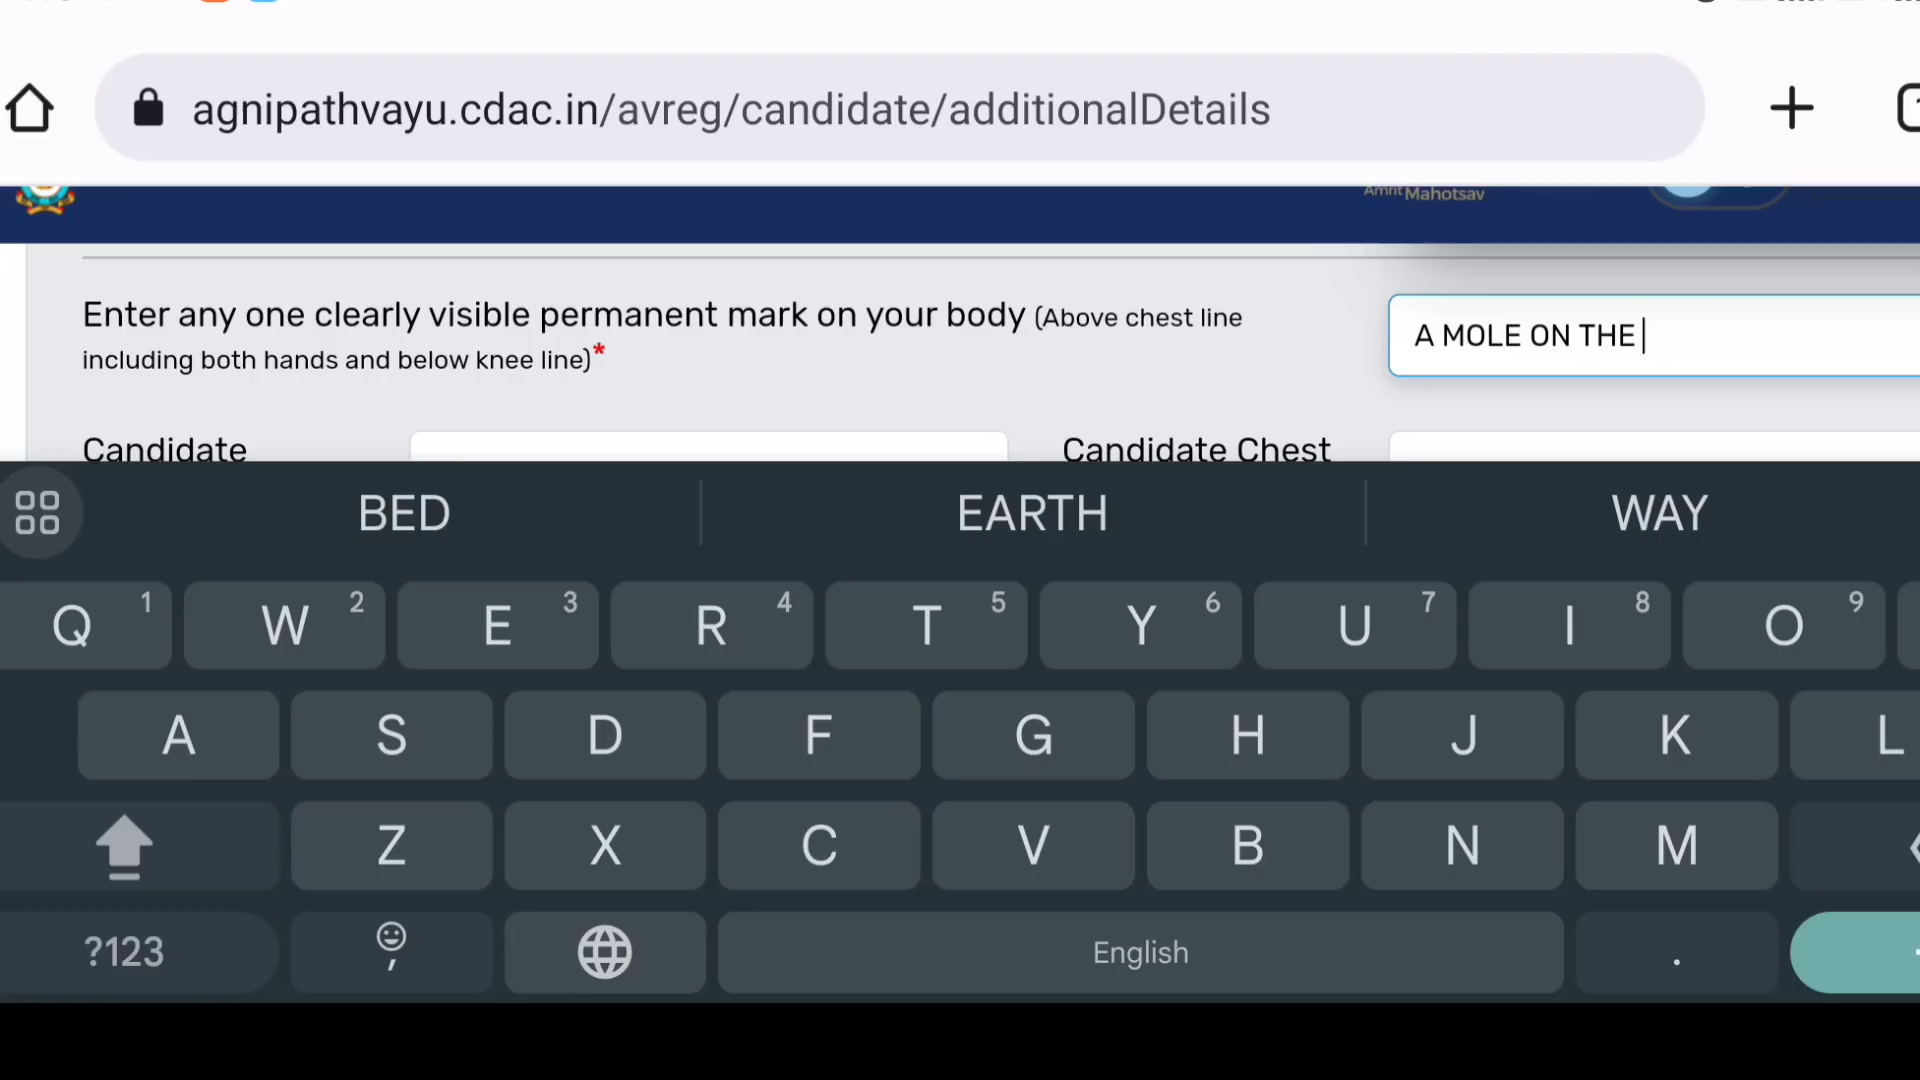 agnipathvayu.cdac.in/avreg/candidate/additionalDetails
Amrit Mahotsav
Enter any one clearly visible permanent mark on your body (Above chest line
including both hands and below knee line)*
A MOLE ON THE
Candidate
Candidate Chest
BED EARTH WAY
Q 1 W 2 E 3 R 4 T 5 Y 6 U 7 I 8 O 9
A S D F G H J K L
Z X C V B N M
?123 , English .